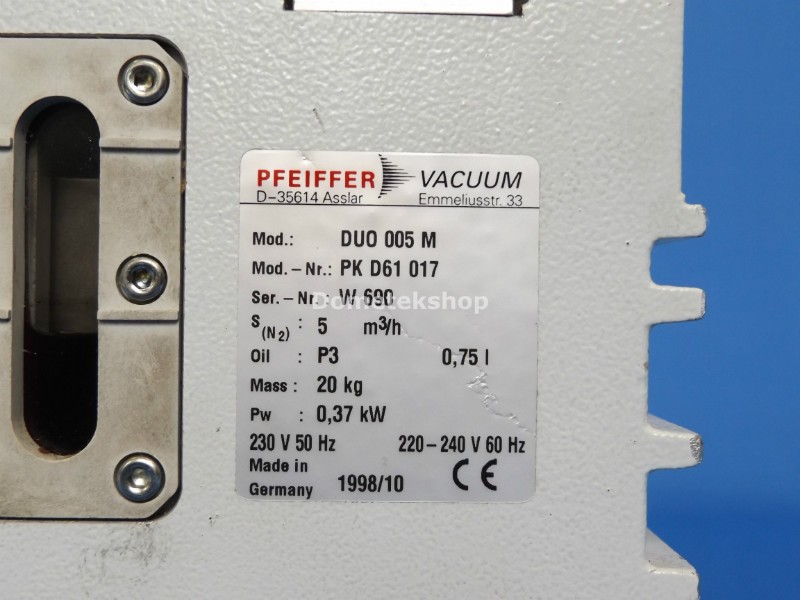 PFEIFFER VACUUM
D-35614 Asslar Emmeliusstr. 33
Mod.: DUO 005 M
Mod.-Nr.: PK D61 017
Ser.-Nr.: W 690
Dometekshop
S(N2) : 5 m³/h
Oil : P3 0,75 l
Mass : 20 kg
Pw : 0,37 kW
230 V 50 Hz 220-240 V 60 Hz
Made in
Germany 1998/10 CE